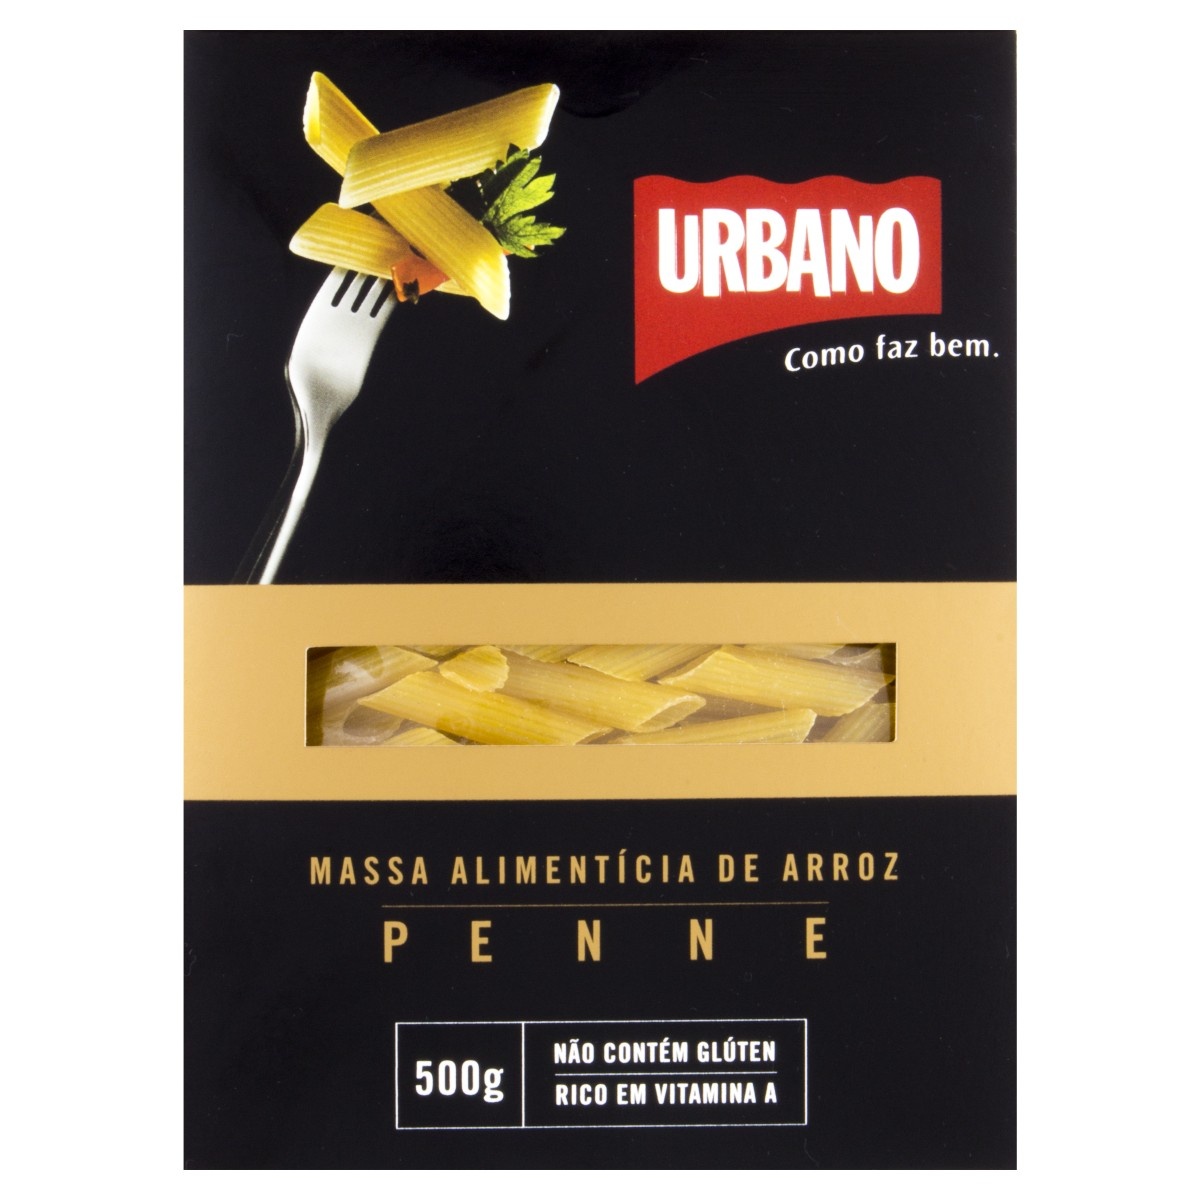 URBANO
Como faz bem.
MASSA ALIMENTÍCIA DE ARROZ
PENNE
500g
NÃO CONTÉM GLÚTEN
RICO EM VITAMINA A